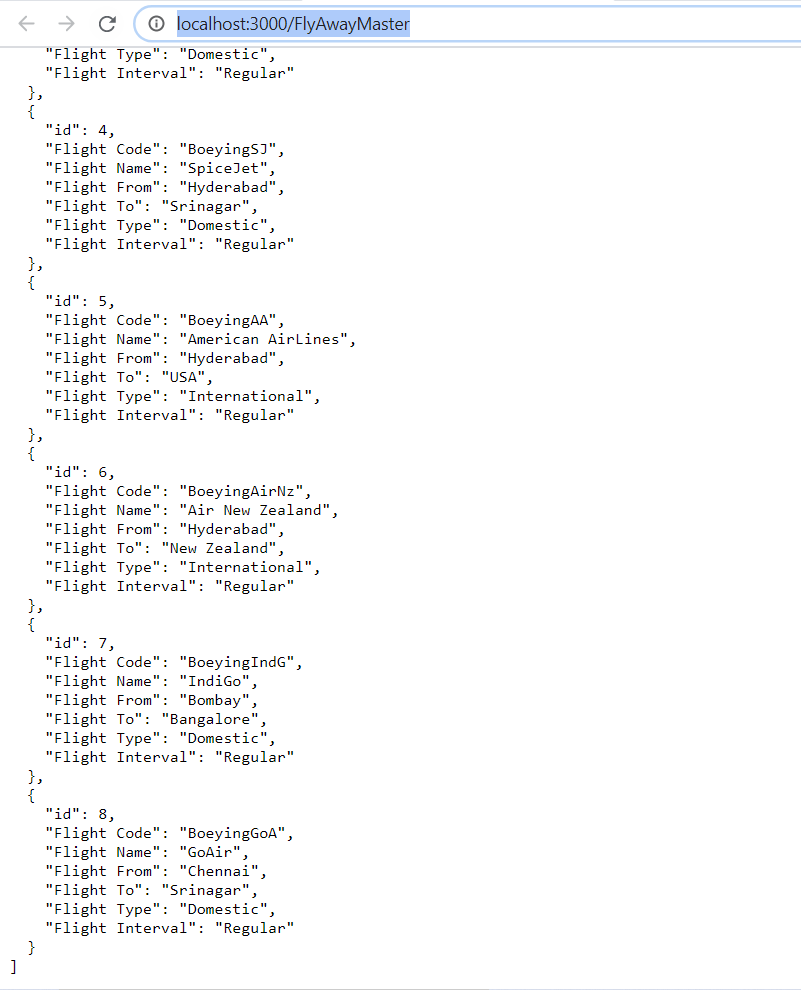 localhost:3000/FlyAwayMaster
"Flight Type": "Domestic",
"Flight Interval": "Regular"
},
{
"id": 4,
"Flight Code": "BoeyingSJ",
"Flight Name": "SpiceJet",
"Flight From": "Hyderabad",
"Flight To": "Srinagar",
"Flight Type": "Domestic",
"Flight Interval": "Regular"
},
{
"id": 5,
"Flight Code": "BoeyingAA",
"Flight Name": "American AirLines",
"Flight From": "Hyderabad",
"Flight To": "USA",
"Flight Type": "International",
"Flight Interval": "Regular"
},
{
"id": 6,
"Flight Code": "BoeyingAirNz",
"Flight Name": "Air New Zealand",
"Flight From": "Hyderabad",
"Flight To": "New Zealand",
"Flight Type": "International",
"Flight Interval": "Regular"
},
{
"id": 7,
"Flight Code": "BoeyingIndG",
"Flight Name": "IndiGo",
"Flight From": "Bombay",
"Flight To": "Bangalore",
"Flight Type": "Domestic",
"Flight Interval": "Regular"
},
{
"id": 8,
"Flight Code": "BoeyingGoA",
"Flight Name": "GoAir",
"Flight From": "Chennai",
"Flight To": "Srinagar",
"Flight Type": "Domestic",
"Flight Interval": "Regular"
}
]